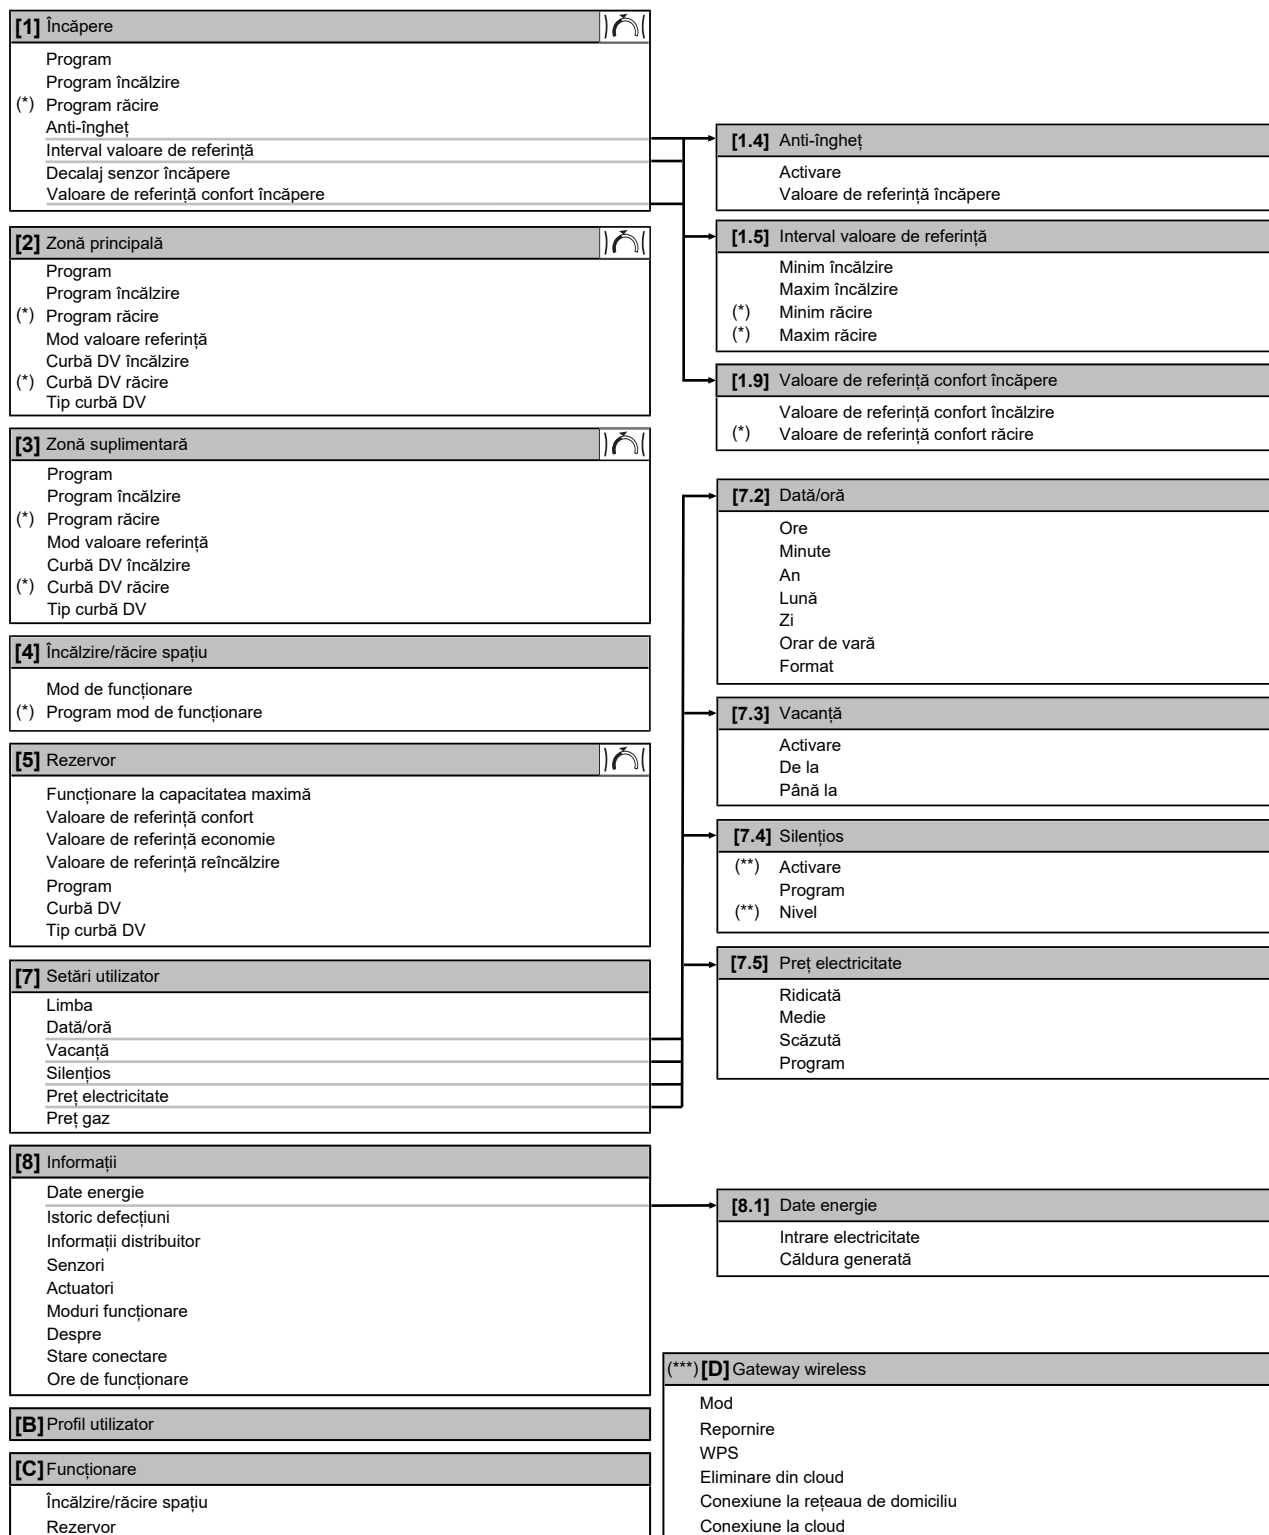 [1] Încăpere
Program
Program încălzire
(*) Program răcire
Anti-îngheț
Interval valoare de referință
Decalaj senzor încăpere
Valoare de referință confort încăpere
[2] Zonă principală
Program
Program încălzire
(*) Program răcire
Mod valoare referință
Curbă DV încălzire
(*) Curbă DV răcire
Tip curbă DV
[3] Zonă suplimentară
Program
Program încălzire
(*) Program răcire
Mod valoare referință
Curbă DV încălzire
(*) Curbă DV răcire
Tip curbă DV
[4] Încălzire/răcire spațiu
Mod de funcționare
(*) Program mod de funcționare
[5] Rezervor
Funcționare la capacitatea maximă
Valoare de referință confort
Valoare de referință economie
Valoare de referință reîncălzire
Program
Curbă DV
Tip curbă DV
[7] Setări utilizator
Limba
Dată/oră
Vacanță
Silențios
Preț electricitate
Preț gaz
[8] Informații
Date energie
Istoric defecțiuni
Informații distribuitor
Senzori
Actuatori
Moduri funcționare
Despre
Stare conectare
Ore de funcționare
[B] Profil utilizator
[C] Funcționare
Încălzire/răcire spațiu
Rezervor
[1.4] Anti-îngheț
Activare
Valoare de referință încăpere
[1.5] Interval valoare de referință
Minim încălzire
Maxim încălzire
(*) Minim răcire
(*) Maxim răcire
[1.9] Valoare de referință confort încăpere
Valoare de referință confort încălzire
(*) Valoare de referință confort răcire
[7.2] Dată/oră
Ore
Minute
An
Lună
Zi
Orar de vară
Format
[7.3] Vacanță
Activare
De la
Până la
[7.4] Silențios
(**) Activare
Program
(**) Nivel
[7.5] Preț electricitate
Ridicată
Medie
Scăzută
Program
[8.1] Date energie
Intrare electricitate
Căldura generată
(***) [D] Gateway wireless
Mod
Repornire
WPS
Eliminare din cloud
Conexiune la rețeaua de domiciliu
Conexiune la cloud